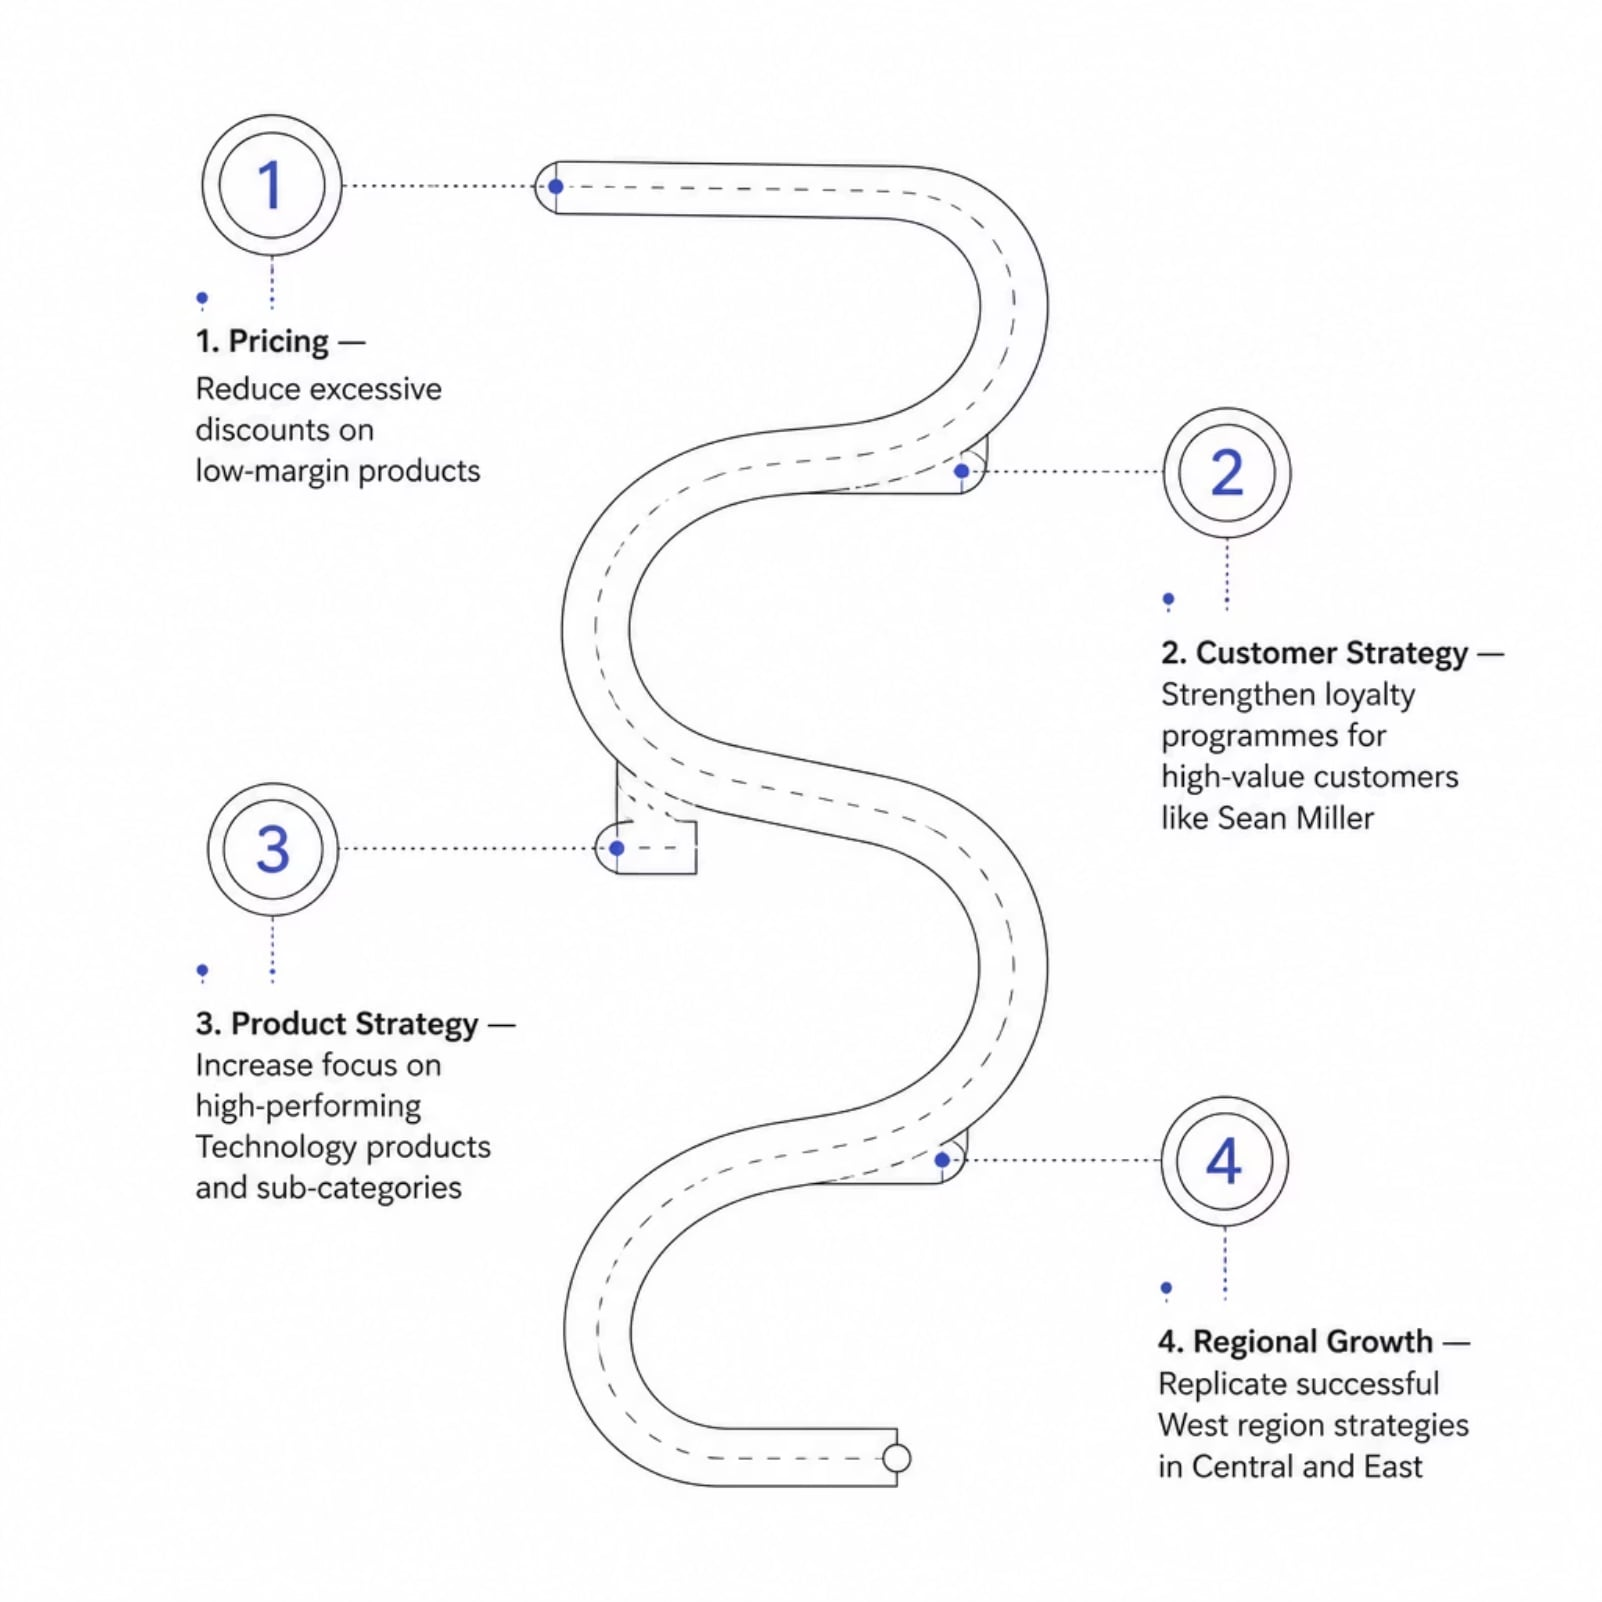 1
1. Pricing —
Reduce excessive
discounts on
low-margin products
2
2. Customer Strategy —
Strengthen loyalty
programmes for
high-value customers
like Sean Miller
3
3. Product Strategy —
Increase focus on
high-performing
Technology products
and sub-categories
4
4. Regional Growth —
Replicate successful
West region strategies
in Central and East